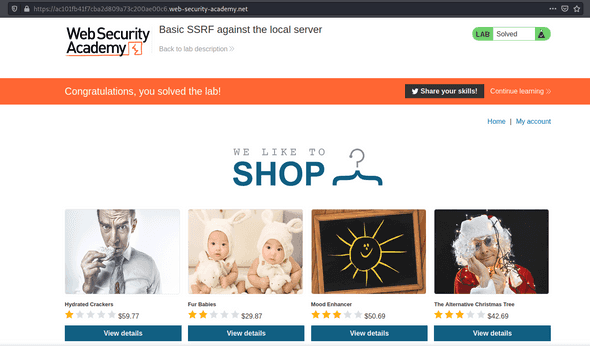 https://ac101fb41f7cba2d809a73c200ae00c6.web-security-academy.net
Web Security
Academy
Basic SSRF against the local server
Back to lab description
LAB Solved
Congratulations, you solved the lab!
Share your skills!
Continue learning
Home | My account
WE LIKE TO
SHOP
Hydrated Crackers
$59.77
View details
Fur Babies
$29.87
View details
Mood Enhancer
$50.69
View details
The Alternative Christmas Tree
$42.69
View details